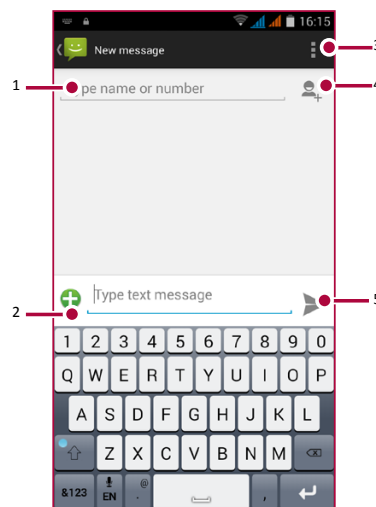 16:15
New message
3
1
Type name or number
4
Type text message
5
2
1 2 3 4 5 6 7 8 9 0
Q W E R T Y U I O P
A S D F G H J K L
Z X C V B N M
&123 EN @ . ,